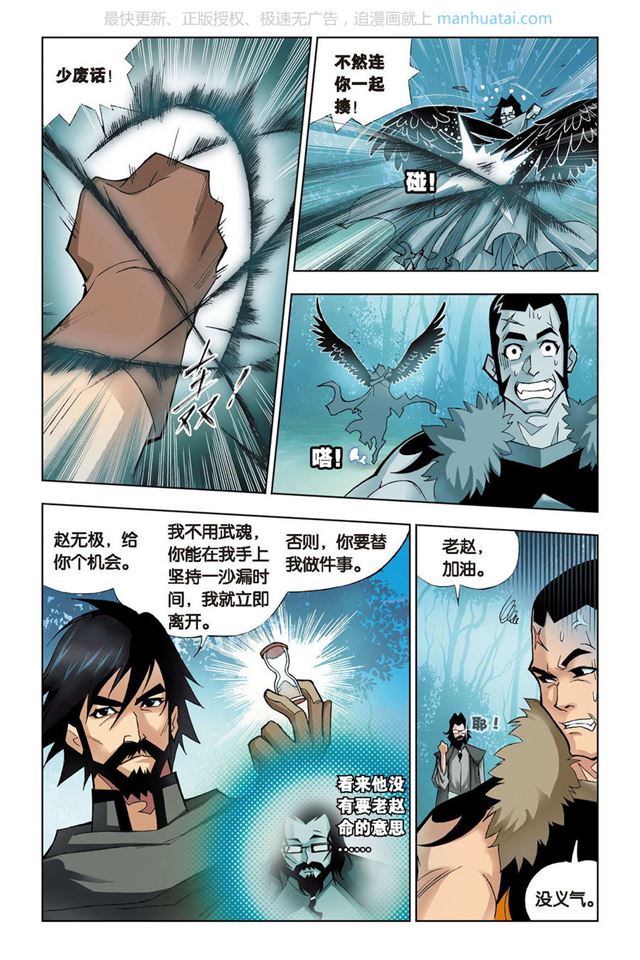 最快更新、正版授权、极速无广告，追漫画就上 manhuatai.com
少废话！
不然连
你一起
揍！
碰！
嗒！
赵无极，给
你个机会。
我不用武魂，
你能在我手上
坚持一沙漏时
间，我就立即
离开。
否则，你要替
我做件事。
看来他没
有要老赵
命的意思
……
老赵，
加油。
耶！
没义气。